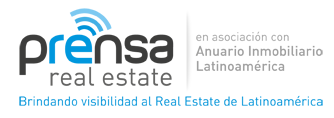 prensa
real estate
en asociación con
Anuario Inmobiliario
Latinoamérica
Brindando visibilidad al Real Estate de Latinoamérica